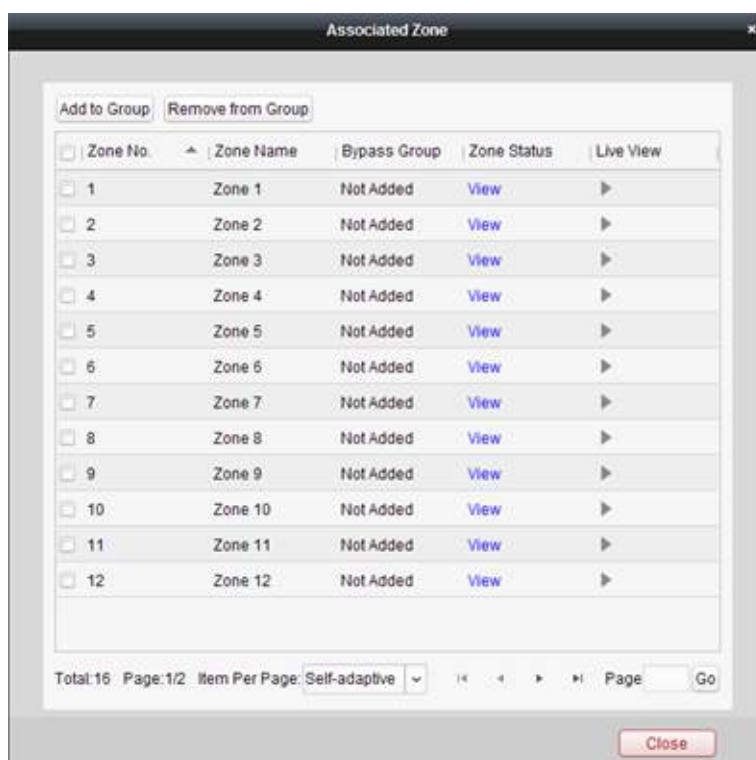 Associated Zone
Add to Group Remove from Group
Zone No. Zone Name Bypass Group Zone Status Live View
1 Zone 1 Not Added View
2 Zone 2 Not Added View
3 Zone 3 Not Added View
4 Zone 4 Not Added View
5 Zone 5 Not Added View
6 Zone 6 Not Added View
7 Zone 7 Not Added View
8 Zone 8 Not Added View
9 Zone 9 Not Added View
10 Zone 10 Not Added View
11 Zone 11 Not Added View
12 Zone 12 Not Added View
Total:16 Page:1/2 Item Per Page: Self-adaptive Page Go
Close